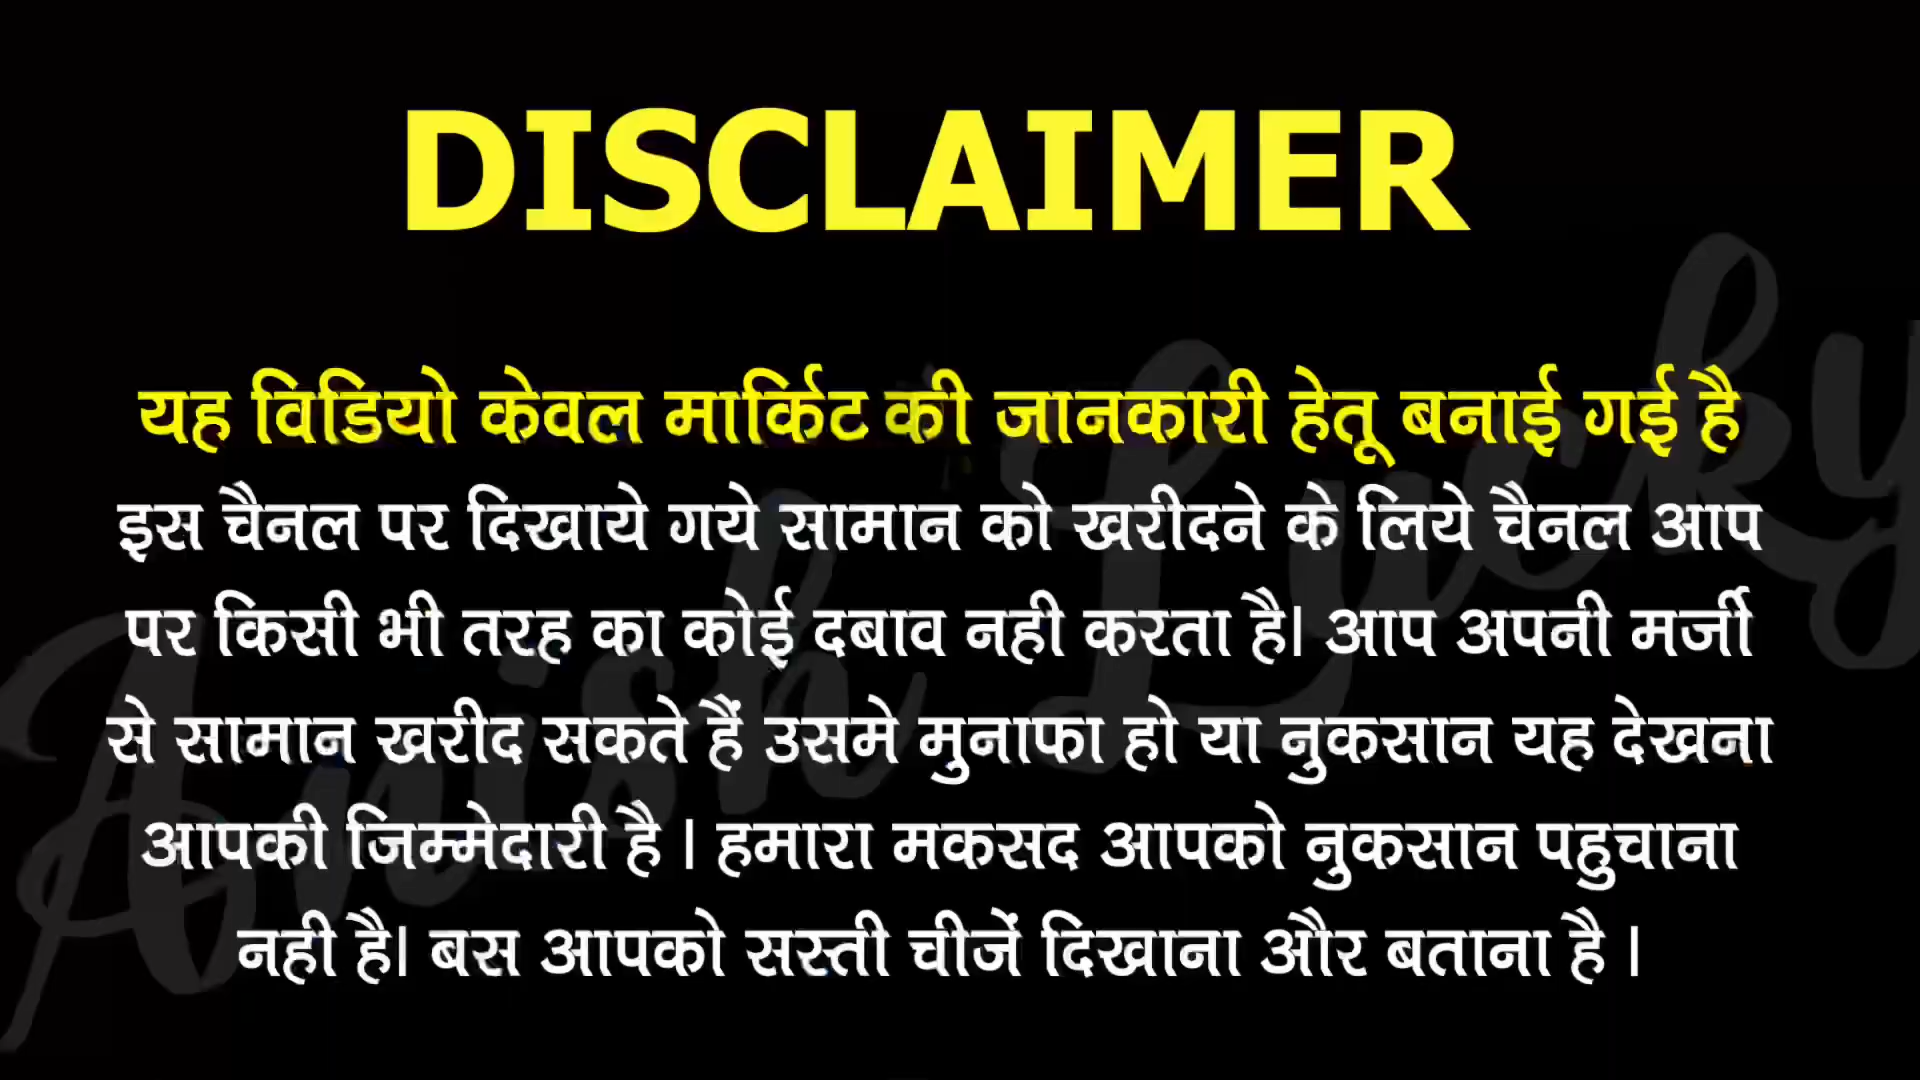 DISCLAIMER
यह विडियो केवल मार्किट की जानकारी हेतू बनाई गई है
इस चैनल पर दिखाये गये सामान को खरीदने के लिये चैनल आप
पर किसी भी तरह का कोई दबाव नही करता है। आप अपनी मर्जी
से सामान खरीद सकते हैं उसमे मुनाफा हो या नुकसान यह देखना
आपकी जिम्मेदारी है । हमारा मकसद आपको नुकसान पहुचाना
नही है। बस आपको सस्ती चीजें दिखाना और बताना है ।
Anish Lucky